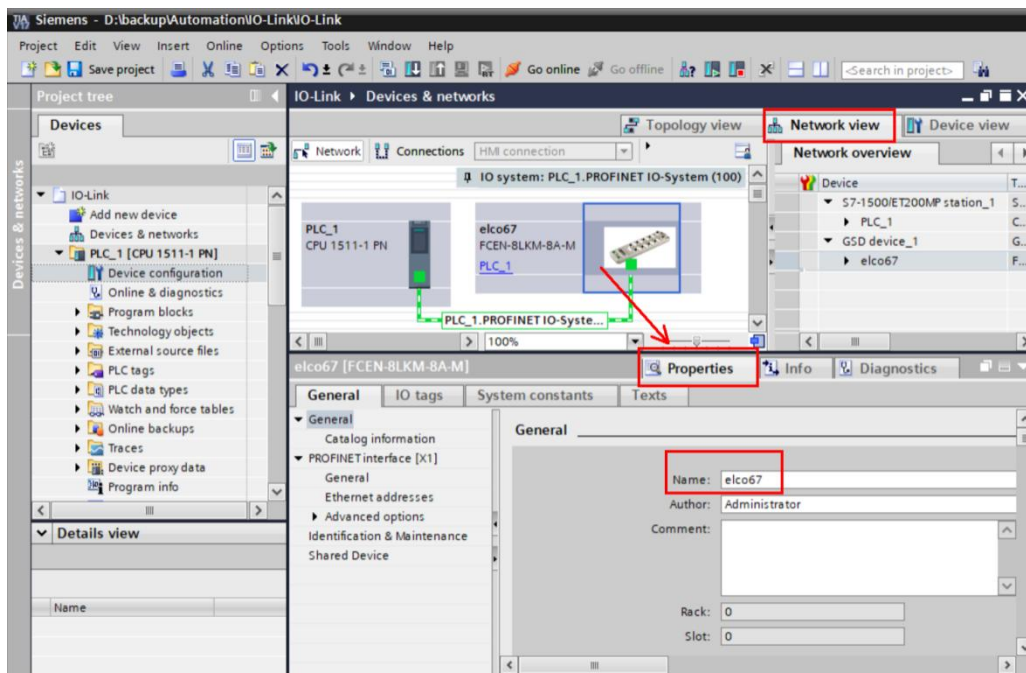 Siemens - D:\backup\Automation\IO-Link\IO-Link
Project Edit View Insert Online Options Tools Window Help
Save project Go online Go offline <Search in project>
Project tree
IO-Link Devices & networks
Devices
Topology view Network view Device view
Network Connections HMI connection
Network overview
IO system: PLC_1.PROFINET IO-System (100)
Device T...
S7-1500/ET200MP station_1 S...
PLC_1 C...
GSD device_1 G...
elco67 F...
Devices & networks
IO-Link
Add new device
Devices & networks
PLC_1 [CPU 1511-1 PN]
Device configuration
Online & diagnostics
Program blocks
Technology objects
External source files
PLC tags
PLC data types
Watch and force tables
Online backups
Traces
Device proxy data
Program info
PLC_1
CPU 1511-1 PN
elco67
FCEN-8LKM-8A-M
PLC_1
PLC_1.PROFINET IO-Syste...
100%
elco67 [FCEN-8LKM-8A-M]
Properties Info Diagnostics
General IO tags System constants Texts
General
Catalog information
PROFINET interface [X1]
General
Ethernet addresses
Advanced options
Identification & Maintenance
Shared Device
General
Name: elco67
Author: Administrator
Comment:
Rack: 0
Slot: 0
Details view
Name